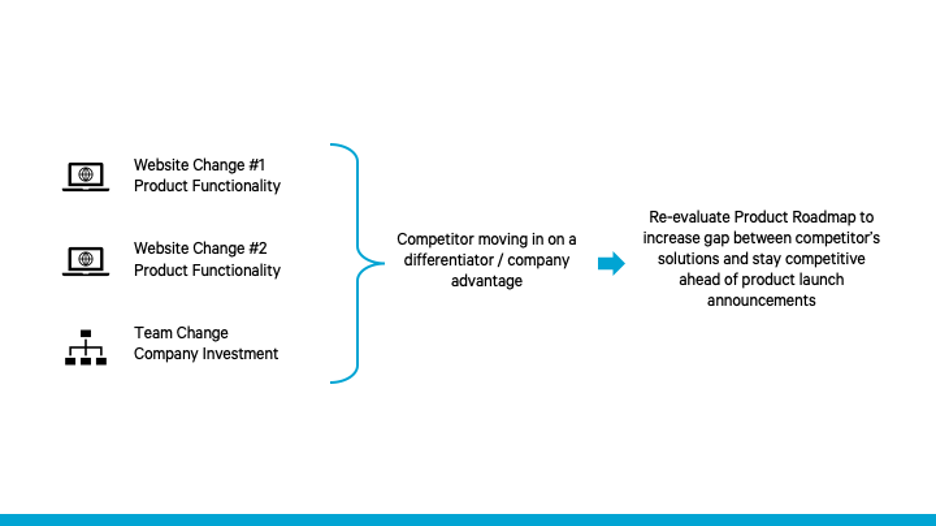 Website Change #1
Product Functionality
Website Change #2
Product Functionality
Team Change
Company Investment
Competitor moving in on a
differentiator / company
advantage
Re-evaluate Product Roadmap to
increase gap between competitor’s
solutions and stay competitive
ahead of product launch
announcements